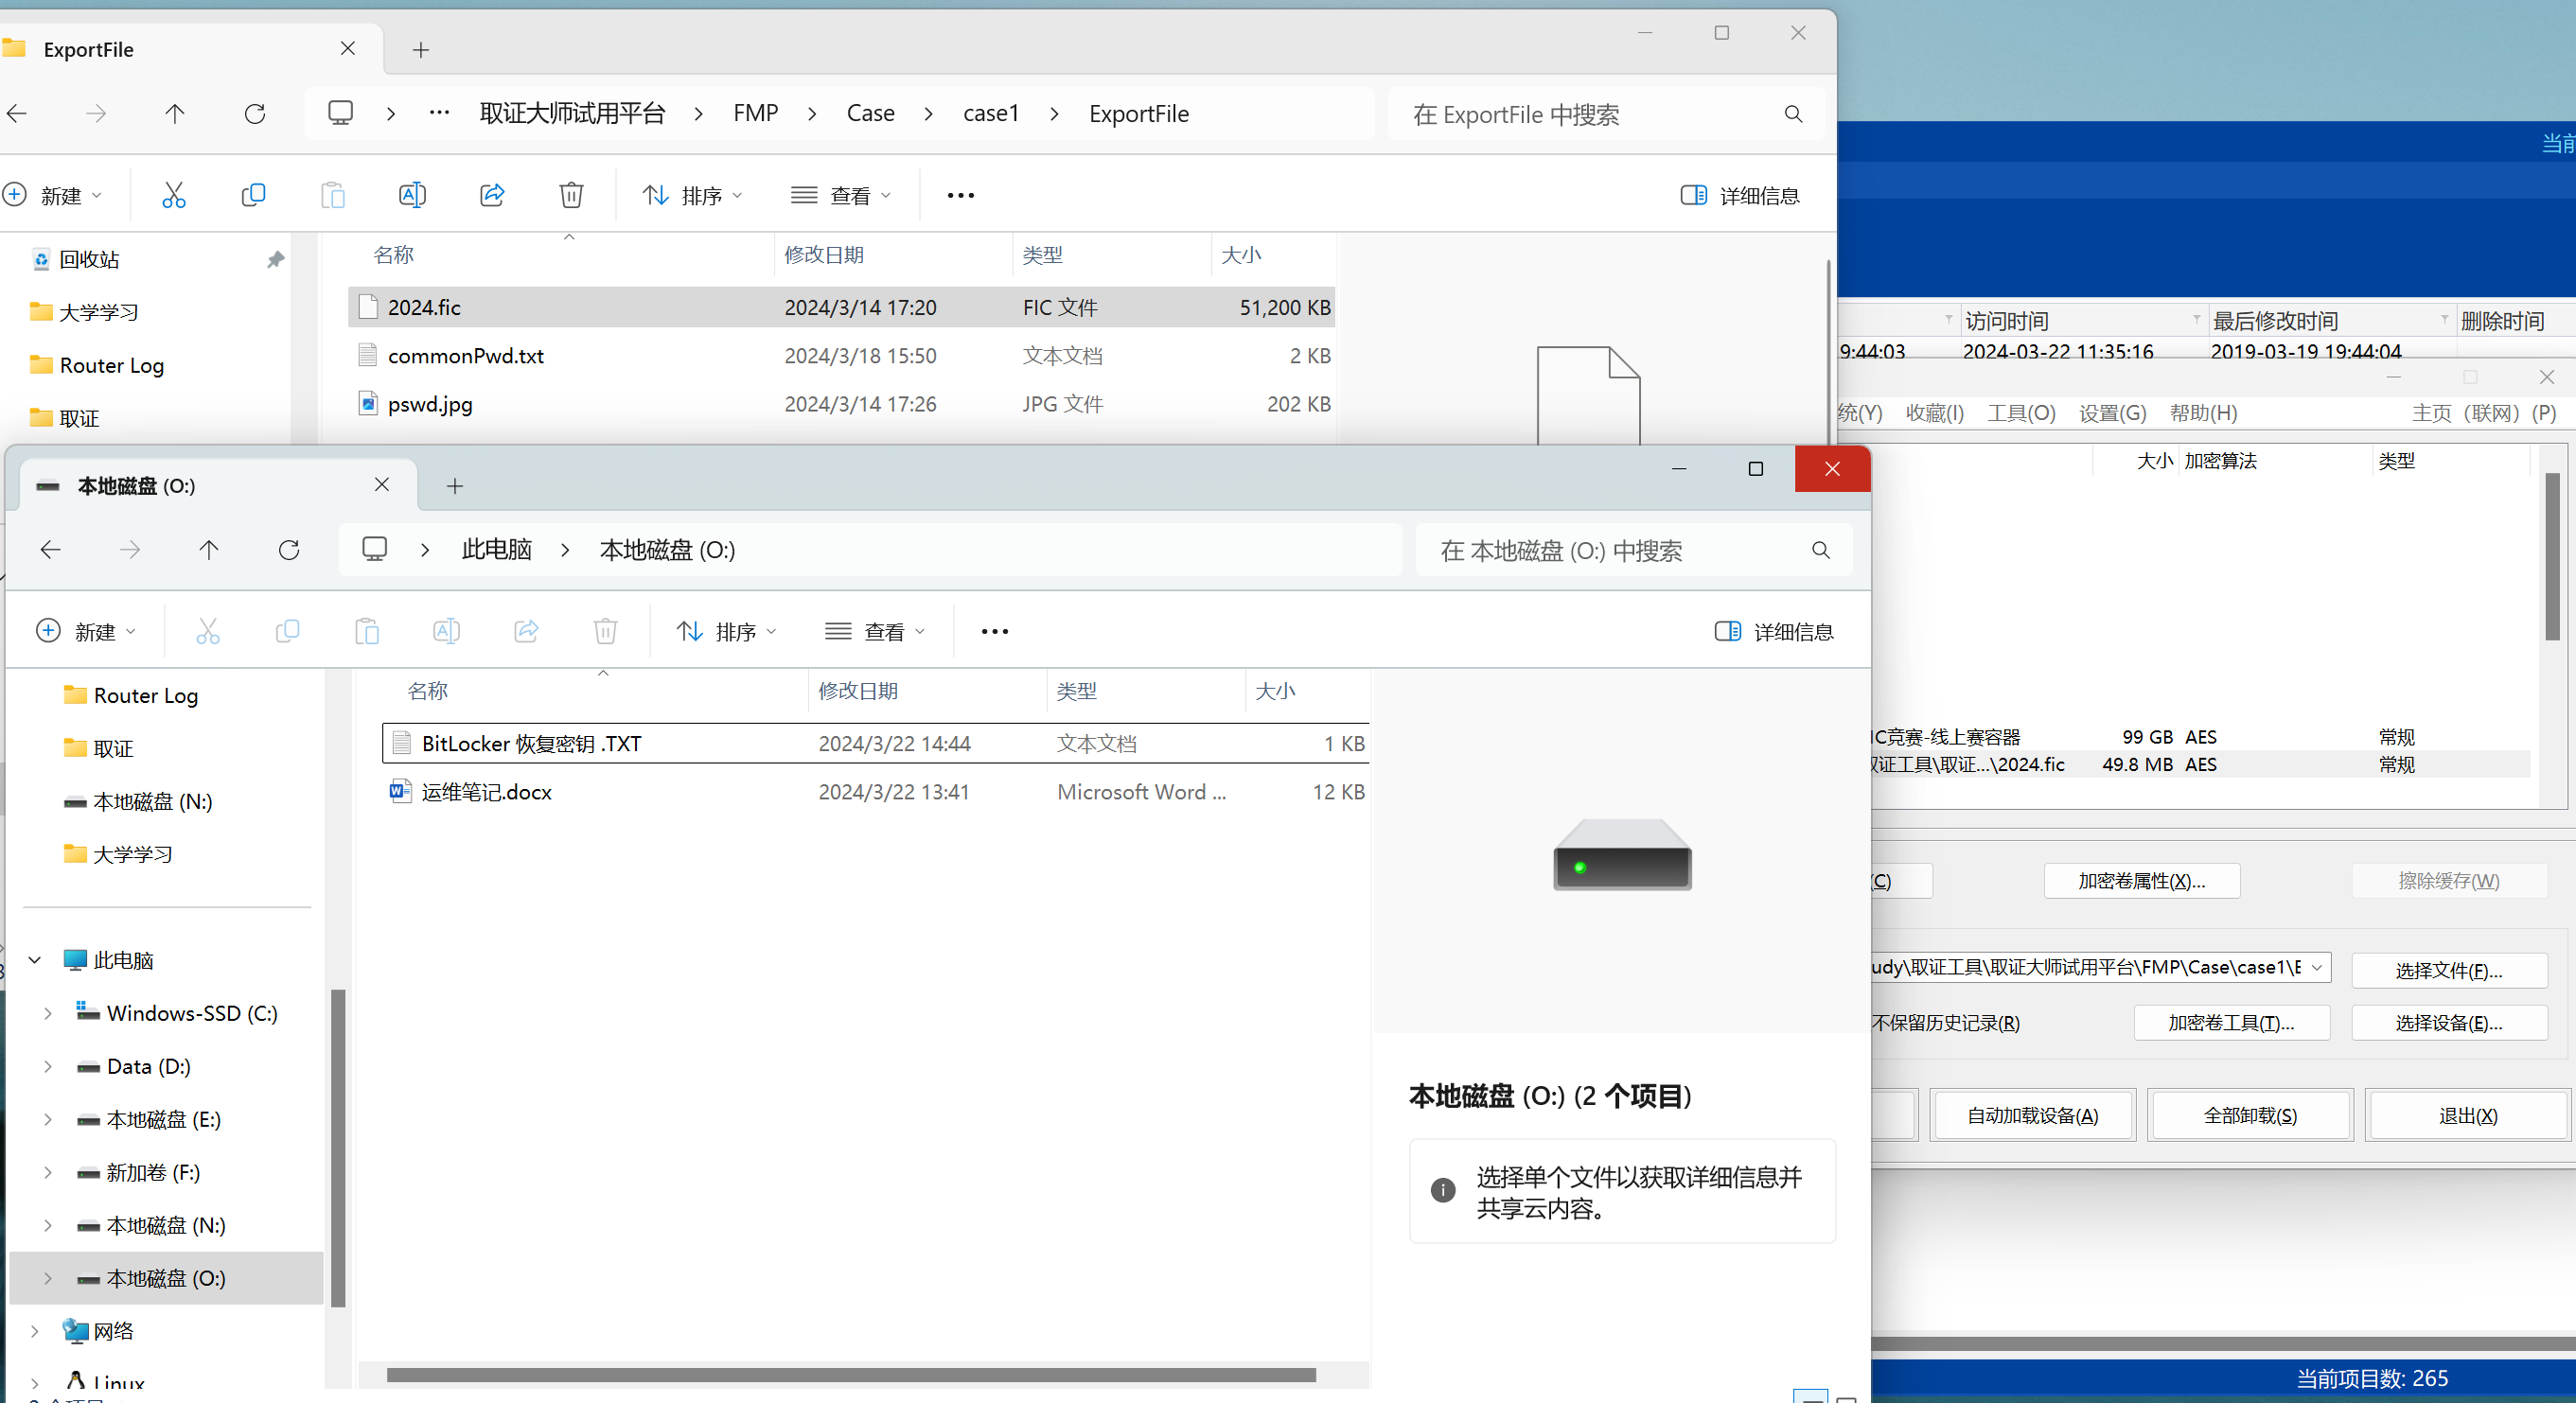 ExportFile
取证大师试用平台 FMP Case case1 ExportFile
在 ExportFile 中搜索
新建
排序
查看
详细信息
回收站
大学学习
Router Log
取证
名称 修改日期 类型 大小
2024.fic 2024/3/14 17:20 FIC 文件 51,200 KB
commonPwd.txt 2024/3/18 15:50 文本文档 2 KB
pswd.jpg 2024/3/14 17:26 JPG 文件 202 KB
当前
访问时间 最后修改时间 删除时间
9:44:03 2024-03-22 11:35:16 2019-03-19 19:44:04
统(Y) 收藏(I) 工具(O) 设置(G) 帮助(H) 主页（联网）(P)
大小 加密算法 类型
IC竞赛-线上赛容器 99 GB AES 常规
取证工具\取证...\2024.fic 49.8 MB AES 常规
(C)
加密卷属性(X)...
擦除缓存(W)
udy\取证工具\取证大师试用平台\FMP\Case\case1\E
选择文件(F)...
不保留历史记录(R)
加密卷工具(T)...
选择设备(E)...
自动加载设备(A)
全部卸载(S)
退出(X)
当前项目数: 265
本地磁盘 (O:)
此电脑 本地磁盘 (O:)
在 本地磁盘 (O:) 中搜索
新建
排序
查看
详细信息
Router Log
取证
本地磁盘 (N:)
大学学习
此电脑
Windows-SSD (C:)
Data (D:)
本地磁盘 (E:)
新加卷 (F:)
本地磁盘 (N:)
本地磁盘 (O:)
网络
Linux
名称 修改日期 类型 大小
BitLocker 恢复密钥 .TXT 2024/3/22 14:44 文本文档 1 KB
运维笔记.docx 2024/3/22 13:41 Microsoft Word ... 12 KB
本地磁盘 (O:) (2 个项目)
选择单个文件以获取详细信息并
共享云内容。